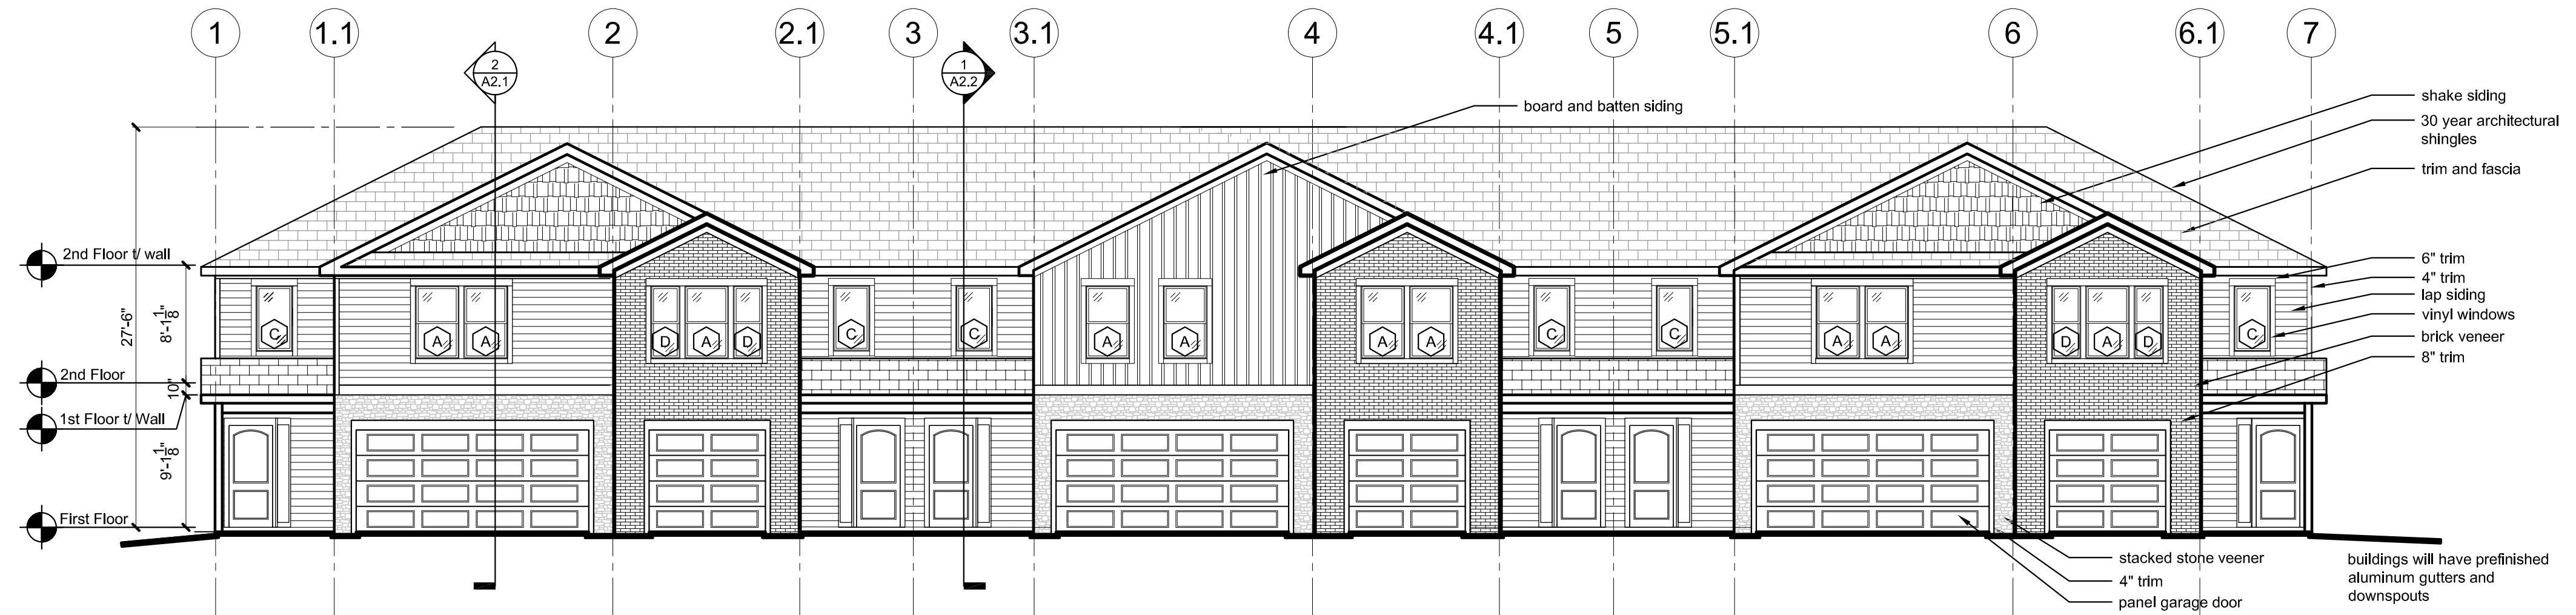 1 1.1 2 2.1 3 3.1 4 4.1 5 5.1 6 6.1 7
2
A2.1
1
A2.2
board and batten siding
shake siding
30 year architectural
shingles
trim and fascia
2nd Floor t/ wall
6" trim
4" trim
lap siding
vinyl windows
brick veneer
8" trim
27'-6"
8'-1 1/8"
C A A D A D C C A A A A C C A A D A D C
2nd Floor
10"
1st Floor t/ Wall
9'-1 1/8"
First Floor
stacked stone veener
4" trim
panel garage door
buildings will have prefinished
aluminum gutters and
downspouts